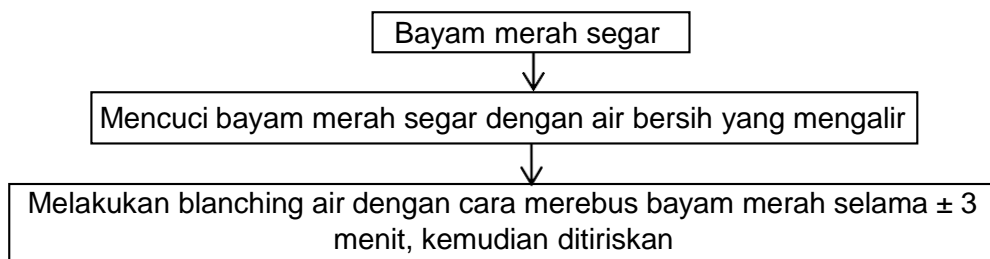 Bayam merah segar
Mencuci bayam merah segar dengan air bersih yang mengalir
Melakukan blanching air dengan cara merebus bayam merah selama ± 3
menit, kemudian ditiriskan